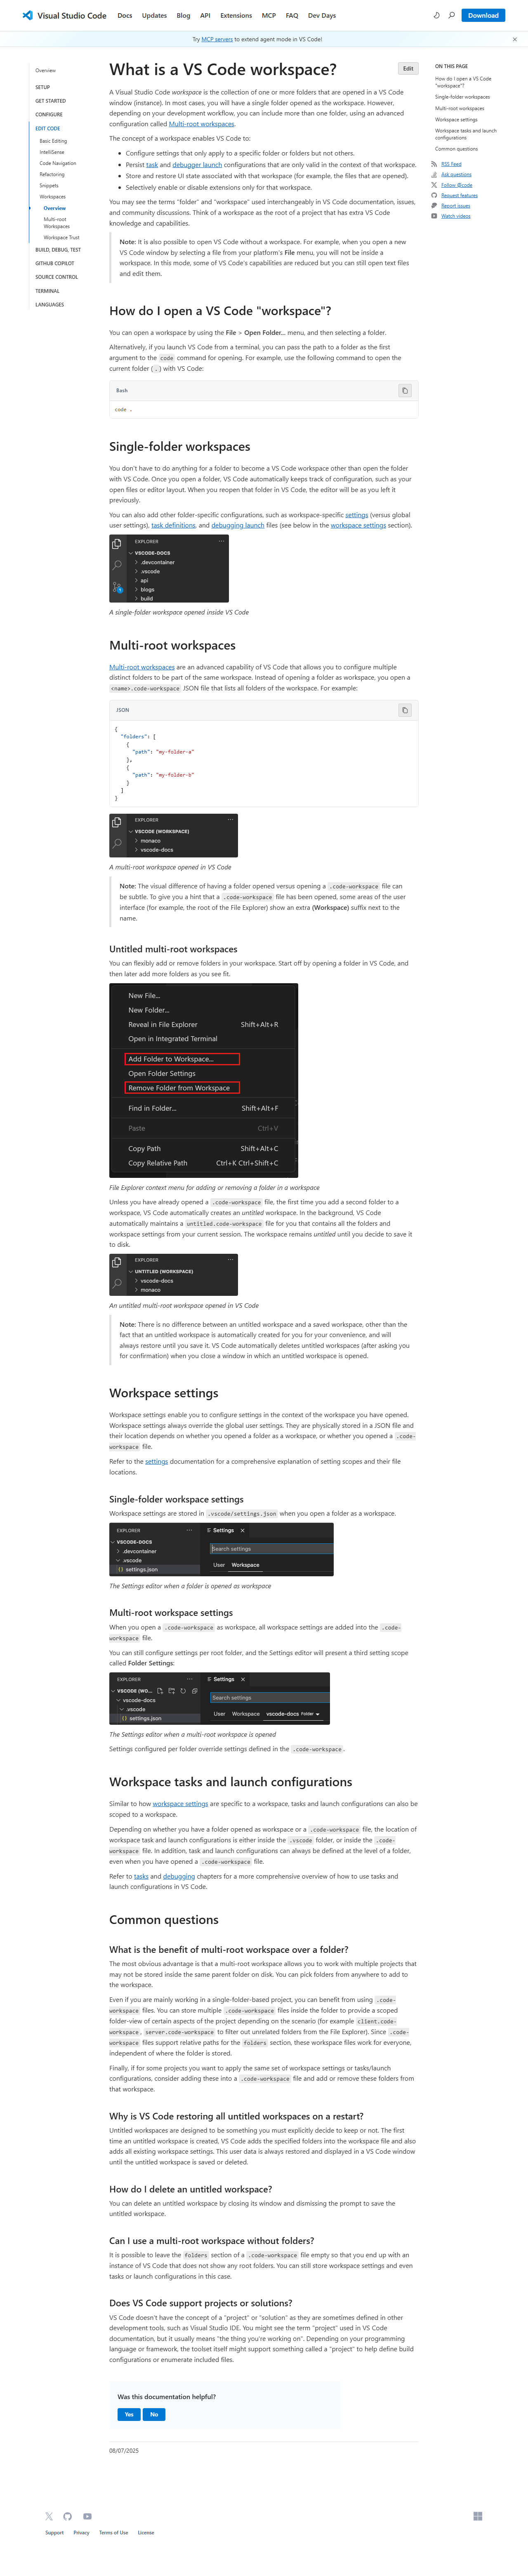 Visual Studio Code
Docs
Updates
Blog
API
Extensions
MCP
FAQ
Dev Days
Download
Try MCP servers to extend agent mode in VS Code!
Overview
SETUP
GET STARTED
CONFIGURE
EDIT CODE
Basic Editing
IntelliSense
Code Navigation
Refactoring
Snippets
Workspaces
Overview
Multi-root
Workspaces
Workspace Trust
BUILD, DEBUG, TEST
GITHUB COPILOT
SOURCE CONTROL
TERMINAL
LANGUAGES
What is a VS Code workspace?
Edit
A Visual Studio Code workspace is the collection of one or more folders that are opened in a VS Code
window (instance). In most cases, you will have a single folder opened as the workspace. However,
depending on your development workflow, you can include more than one folder, using an advanced
configuration called Multi-root workspaces.
The concept of a workspace enables VS Code to:
• Configure settings that only apply to a specific folder or folders but not others.
• Persist task and debugger launch configurations that are only valid in the context of that workspace.
• Store and restore UI state associated with that workspace (for example, the files that are opened).
• Selectively enable or disable extensions only for that workspace.
You may see the terms "folder" and "workspace" used interchangeably in VS Code documentation, issues,
and community discussions. Think of a workspace as the root of a project that has extra VS Code
knowledge and capabilities.
Note: It is also possible to open VS Code without a workspace. For example, when you open a new
VS Code window by selecting a file from your platform's File menu, you will not be inside a
workspace. In this mode, some of VS Code's capabilities are reduced but you can still open text files
and edit them.
How do I open a VS Code "workspace"?
You can open a workspace by using the File > Open Folder... menu, and then selecting a folder.
Alternatively, if you launch VS Code from a terminal, you can pass the path to a folder as the first
argument to the code command for opening. For example, use the following command to open the
current folder ( . ) with VS Code:
Bash
code .
Single-folder workspaces
You don't have to do anything for a folder to become a VS Code workspace other than open the folder
with VS Code. Once you open a folder, VS Code automatically keeps track of configuration, such as your
open files or editor layout. When you reopen that folder in VS Code, the editor will be as you left it
previously.
You can also add other folder-specific configurations, such as workspace-specific settings (versus global
user settings), task definitions, and debugging launch files (see below in the workspace settings section).
EXPLORER
VSCODE-DOCS
.devcontainer
.vscode
api
blogs
build
A single-folder workspace opened inside VS Code
Multi-root workspaces
Multi-root workspaces are an advanced capability of VS Code that allows you to configure multiple
distinct folders to be part of the same workspace. Instead of opening a folder as workspace, you open a
<name>.code-workspace JSON file that lists all folders of the workspace. For example:
JSON
{
"folders": [
{
"path": "my-folder-a"
},
{
"path": "my-folder-b"
}
]
}
EXPLORER
VSCODE (WORKSPACE)
monaco
vscode-docs
A multi-root workspace opened in VS Code
Note: The visual difference of having a folder opened versus opening a .code-workspace file can
be subtle. To give you a hint that a .code-workspace file has been opened, some areas of the user
interface (for example, the root of the File Explorer) show an extra (Workspace) suffix next to the
name.
Untitled multi-root workspaces
You can flexibly add or remove folders in your workspace. Start off by opening a folder in VS Code, and
then later add more folders as you see fit.
New File...
New Folder...
Reveal in File Explorer Shift+Alt+R
Open in Integrated Terminal
Add Folder to Workspace...
Open Folder Settings
Remove Folder from Workspace
Find in Folder... Shift+Alt+F
Paste Ctrl+V
Copy Path Shift+Alt+C
Copy Relative Path Ctrl+K Ctrl+Shift+C
File Explorer context menu for adding or removing a folder in a workspace
Unless you have already opened a .code-workspace file, the first time you add a second folder to a
workspace, VS Code automatically creates an untitled workspace. In the background, VS Code
automatically maintains a untitled.code-workspace file for you that contains all the folders and
workspace settings from your current session. The workspace remains untitled until you decide to save it
to disk.
EXPLORER
UNTITLED (WORKSPACE)
vscode-docs
monaco
An untitled multi-root workspace opened in VS Code
Note: There is no difference between an untitled workspace and a saved workspace, other than the
fact that an untitled workspace is automatically created for you for your convenience, and will
always restore until you save it. VS Code automatically deletes untitled workspaces (after asking you
for confirmation) when you close a window in which an untitled workspace is opened.
Workspace settings
Workspace settings enable you to configure settings in the context of the workspace you have opened.
Workspace settings always override the global user settings. They are physically stored in a JSON file and
their location depends on whether you opened a folder as a workspace, or whether you opened a .code-
workspace file.
Refer to the settings documentation for a comprehensive explanation of setting scopes and their file
locations.
Single-folder workspace settings
Workspace settings are stored in .vscode/settings.json when you open a folder as a workspace.
EXPLORER
VSCODE-DOCS
.devcontainer
.vscode
settings.json
Settings
Search settings
User Workspace
The Settings editor when a folder is opened as workspace
Multi-root workspace settings
When you open a .code-workspace as workspace, all workspace settings are added into the .code-
workspace file.
You can still configure settings per root folder, and the Settings editor will present a third setting scope
called Folder Settings:
EXPLORER
VSCODE (WO...
vscode-docs
.vscode
settings.json
Settings
Search settings
User Workspace vscode-docs Folder
The Settings editor when a multi-root workspace is opened
Settings configured per folder override settings defined in the .code-workspace.
Workspace tasks and launch configurations
Similar to how workspace settings are specific to a workspace, tasks and launch configurations can also be
scoped to a workspace.
Depending on whether you have a folder opened as workspace or a .code-workspace file, the location of
workspace task and launch configurations is either inside the .vscode folder, or inside the .code-
workspace file. In addition, task and launch configurations can always be defined at the level of a folder,
even when you have opened a .code-workspace file.
Refer to tasks and debugging chapters for a more comprehensive overview of how to use tasks and
launch configurations in VS Code.
Common questions
What is the benefit of multi-root workspace over a folder?
The most obvious advantage is that a multi-root workspace allows you to work with multiple projects that
may not be stored inside the same parent folder on disk. You can pick folders from anywhere to add to
the workspace.
Even if you are mainly working in a single-folder-based project, you can benefit from using .code-
workspace files. You can store multiple .code-workspace files inside the folder to provide a scoped
folder-view of certain aspects of the project depending on the scenario (for example client.code-
workspace, server.code-workspace to filter out unrelated folders from the File Explorer). Since .code-
workspace files support relative paths for the folders section, these workspace files work for everyone,
independent of where the folder is stored.
Finally, if for some projects you want to apply the same set of workspace settings or tasks/launch
configurations, consider adding these into a .code-workspace file and add or remove these folders from
that workspace.
Why is VS Code restoring all untitled workspaces on a restart?
Untitled workspaces are designed to be something you must explicitly decide to keep or not. The first
time an untitled workspace is created, VS Code adds the specified folders into the workspace file and also
adds all existing workspace settings. This user data is always restored and displayed in a VS Code window
until the untitled workspace is saved or deleted.
How do I delete an untitled workspace?
You can delete an untitled workspace by closing its window and dismissing the prompt to save the
untitled workspace.
Can I use a multi-root workspace without folders?
It is possible to leave the folders section of a .code-workspace file empty so that you end up with an
instance of VS Code that does not show any root folders. You can still store workspace settings and even
tasks or launch configurations in this case.
Does VS Code support projects or solutions?
VS Code doesn't have the concept of a "project" or "solution" as they are sometimes defined in other
development tools, such as Visual Studio IDE. You might see the term "project" used in VS Code
documentation, but it usually means "the thing you're working on". Depending on your programming
language or framework, the toolset itself might support something called a "project" to help define build
configurations or enumerate included files.
Was this documentation helpful?
Yes
No
08/07/2025
ON THIS PAGE
How do I open a VS Code
"workspace"?
Single-folder workspaces
Multi-root workspaces
Workspace settings
Workspace tasks and launch
configurations
Common questions
RSS Feed
Ask questions
Follow @code
Request features
Report issues
Watch videos
Support
Privacy
Terms of Use
License